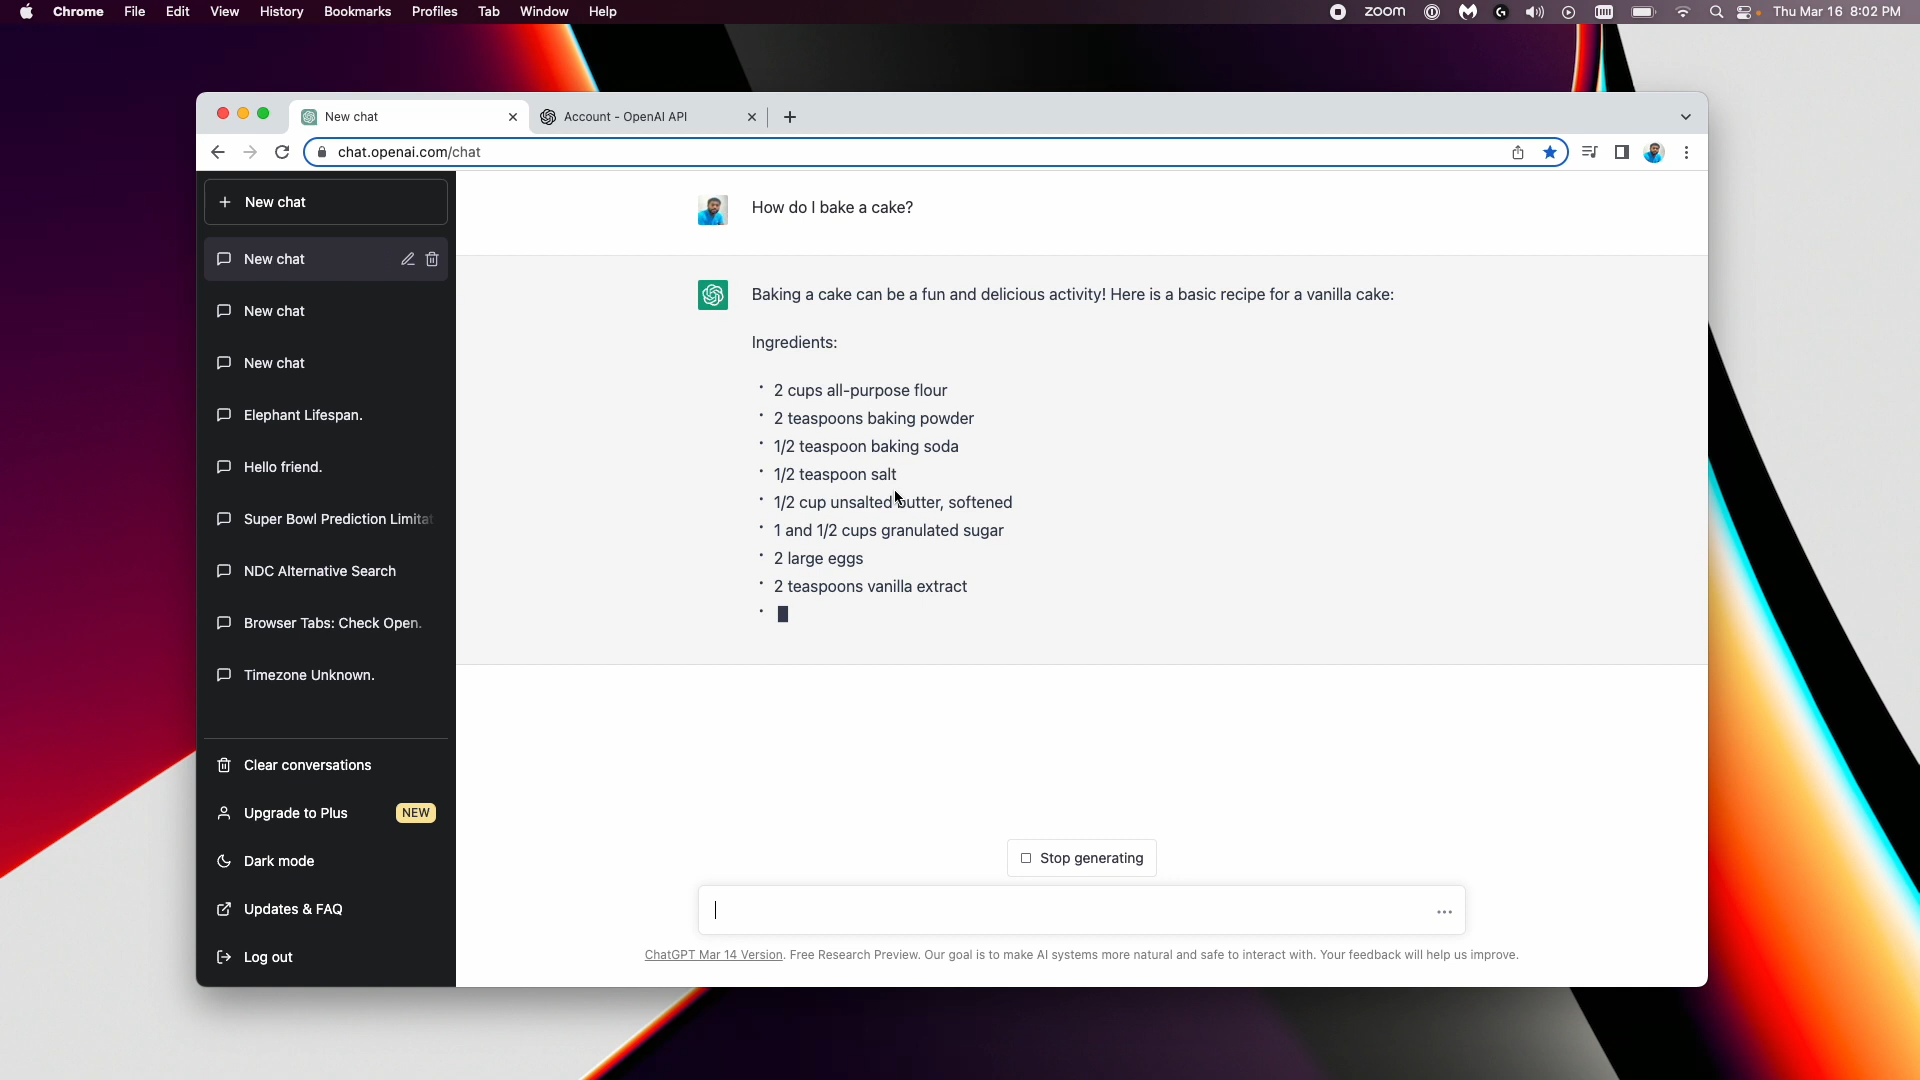 Chrome File Edit View History Bookmarks Profiles Tab Window Help zoom Thu Mar 16 8:02 PM
New chat Account - OpenAI API
chat.openai.com/chat
New chat
New chat
New chat
New chat
Elephant Lifespan.
Hello friend.
Super Bowl Prediction Limitat
NDC Alternative Search
Browser Tabs: Check Open.
Timezone Unknown.
Clear conversations
Upgrade to Plus NEW
Dark mode
Updates & FAQ
Log out
How do I bake a cake?
Baking a cake can be a fun and delicious activity! Here is a basic recipe for a vanilla cake:
Ingredients:
• 2 cups all-purpose flour
• 2 teaspoons baking powder
• 1/2 teaspoon baking soda
• 1/2 teaspoon salt
• 1/2 cup unsalted butter, softened
• 1 and 1/2 cups granulated sugar
• 2 large eggs
• 2 teaspoons vanilla extract
•
Stop generating
ChatGPT Mar 14 Version. Free Research Preview. Our goal is to make AI systems more natural and safe to interact with. Your feedback will help us improve.